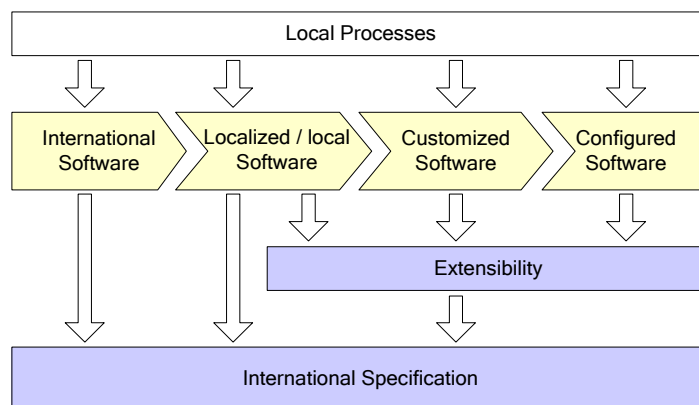 Local Processes
International
Software
Localized / local
Software
Customized
Software
Configured
Software
Extensibility
International Specification